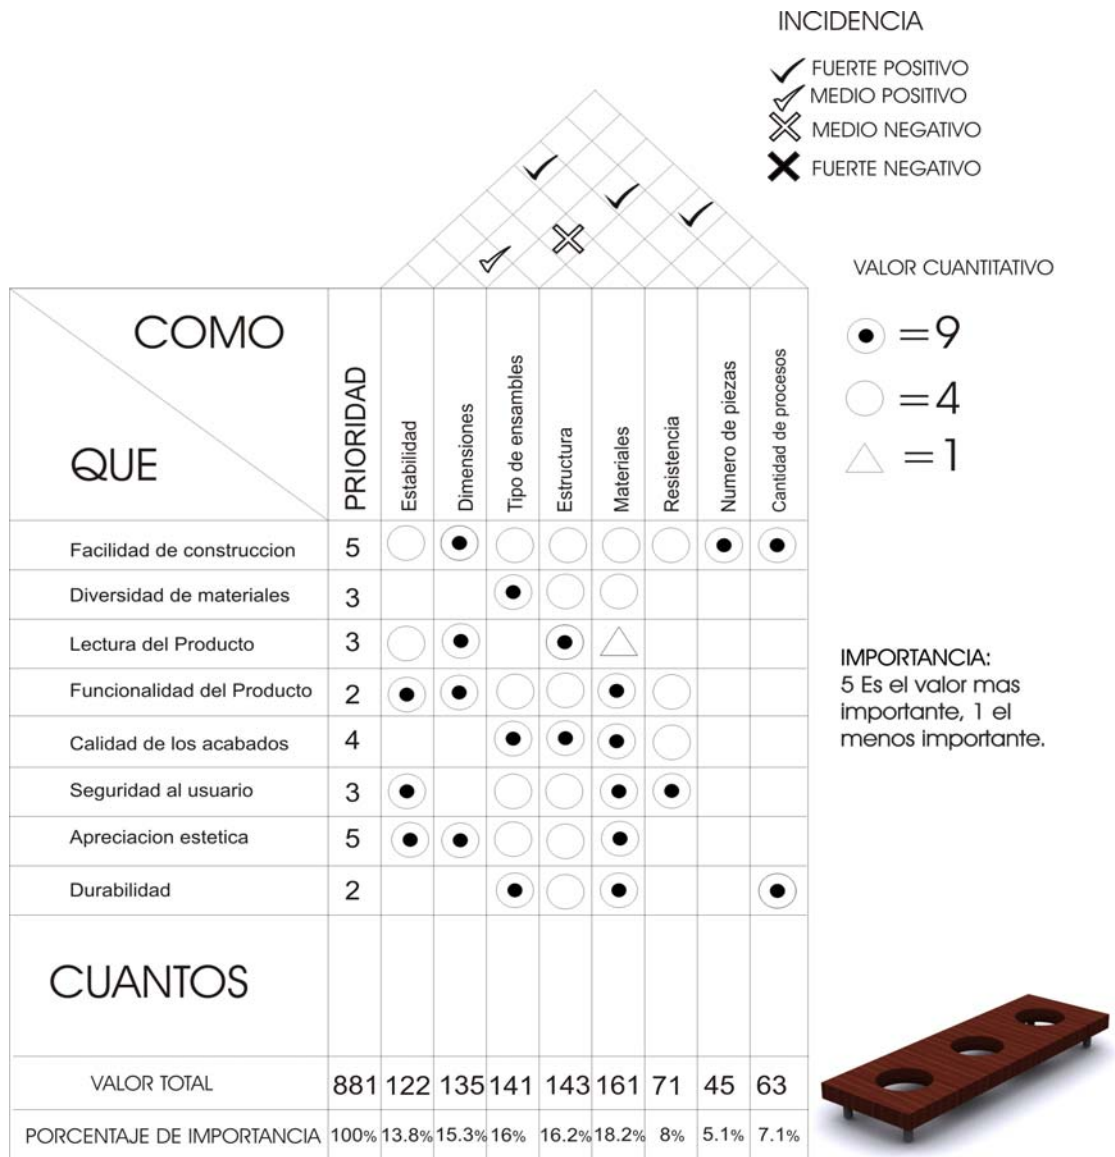 INCIDENCIA
FUERTE POSITIVO
MEDIO POSITIVO
MEDIO NEGATIVO
FUERTE NEGATIVO
VALOR CUANTITATIVO
=9
=4
=1
COMO
QUE
PRIORIDAD
Estabilidad
Dimensiones
Tipo de ensambles
Estructura
Materiales
Resistencia
Numero de piezas
Cantidad de procesos
Facilidad de construccion 5
Diversidad de materiales 3
Lectura del Producto 3
Funcionalidad del Producto 2
Calidad de los acabados 4
Seguridad al usuario 3
Apreciacion estetica 5
Durabilidad 2
IMPORTANCIA:
5 Es el valor mas
importante, 1 el
menos importante.
CUANTOS
VALOR TOTAL 881 122 135 141 143 161 71 45 63
PORCENTAJE DE IMPORTANCIA 100% 13.8% 15.3% 16% 16.2% 18.2% 8% 5.1% 7.1%